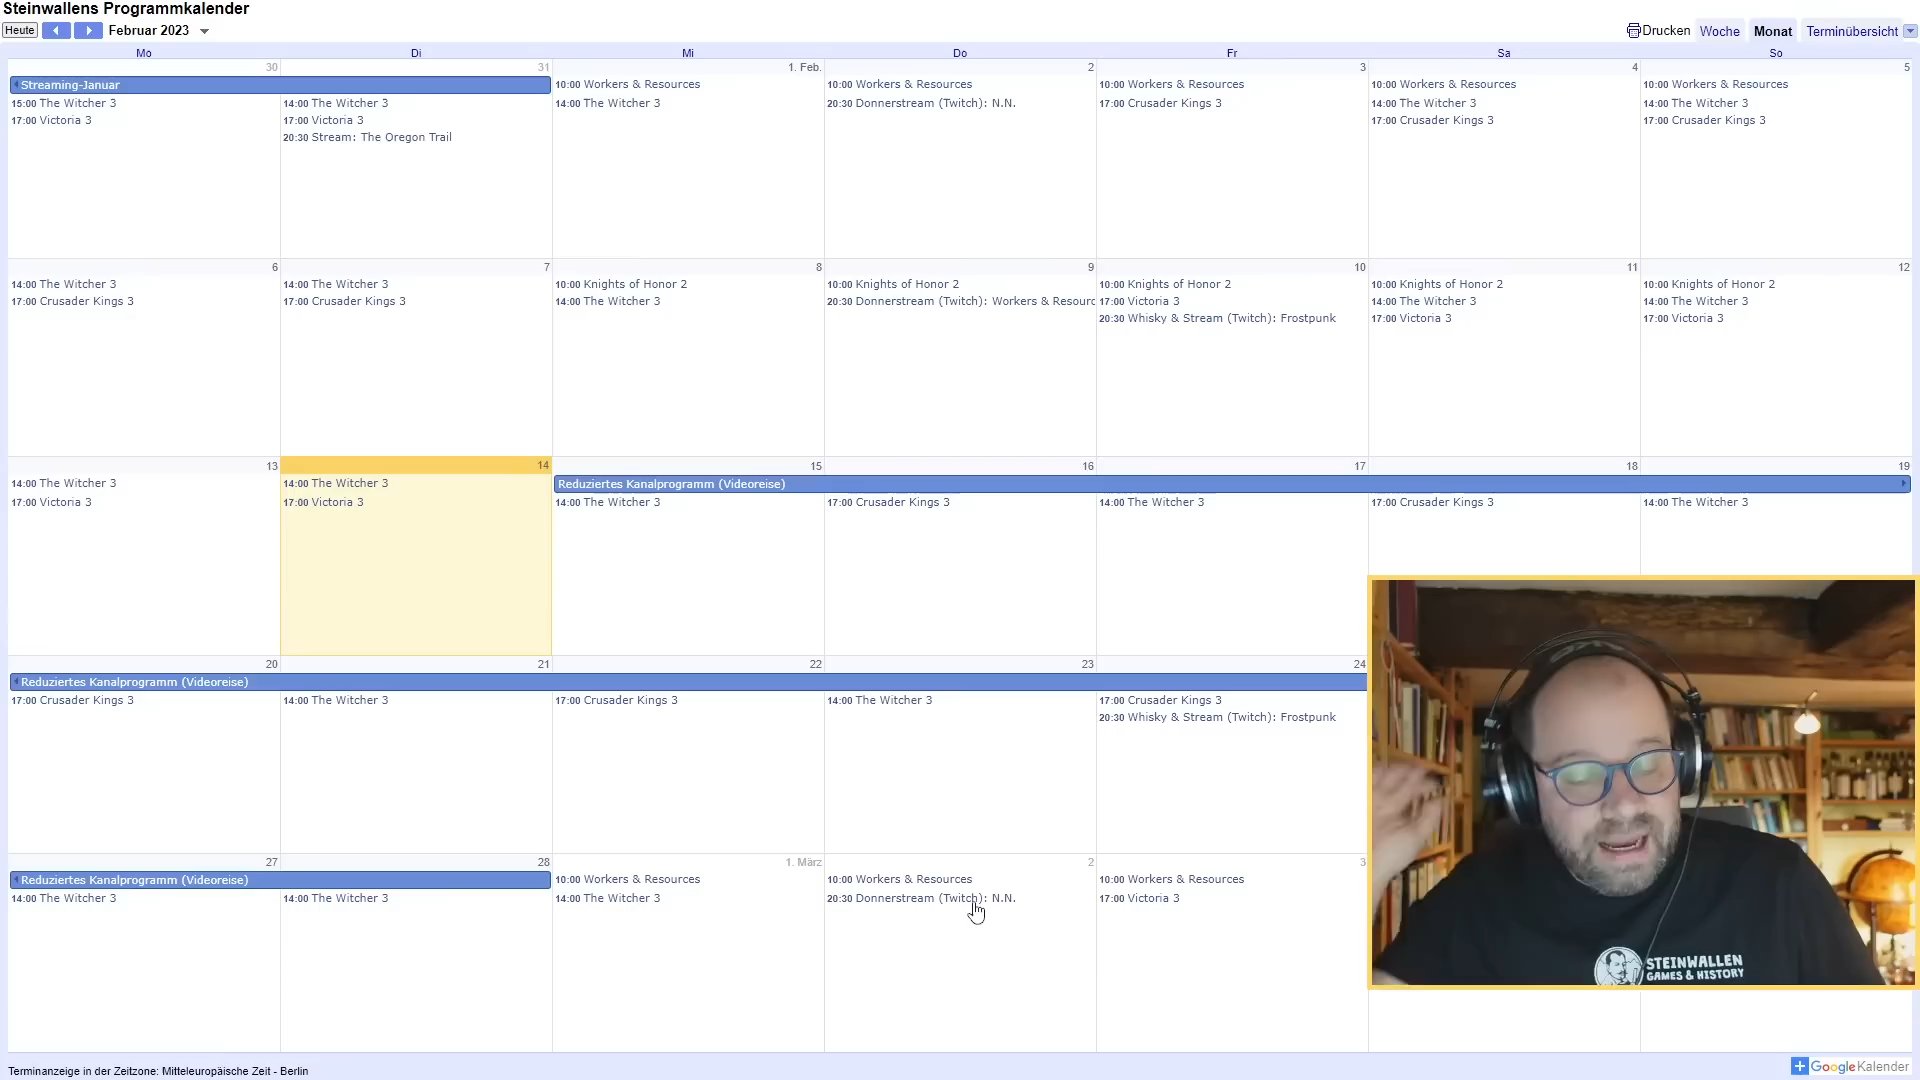 Steinwallens Programmkalender
Heute Februar 2023 Drucken Woche Monat Terminübersicht
Mo Di Mi Do Fr Sa So
30 31 1. Feb. 2 3 4 5
Streaming-Januar
15:00 The Witcher 3
17:00 Victoria 3
14:00 The Witcher 3
17:00 Victoria 3
20:30 Stream: The Oregon Trail
10:00 Workers & Resources
14:00 The Witcher 3
10:00 Workers & Resources
20:30 Donnerstream (Twitch): N.N.
10:00 Workers & Resources
17:00 Crusader Kings 3
10:00 Workers & Resources
14:00 The Witcher 3
17:00 Crusader Kings 3
10:00 Workers & Resources
14:00 The Witcher 3
17:00 Crusader Kings 3
6 7 8 9 10 11 12
14:00 The Witcher 3
17:00 Crusader Kings 3
14:00 The Witcher 3
17:00 Crusader Kings 3
10:00 Knights of Honor 2
14:00 The Witcher 3
10:00 Knights of Honor 2
20:30 Donnerstream (Twitch): Workers & Resourc
10:00 Knights of Honor 2
17:00 Victoria 3
20:30 Whisky & Stream (Twitch): Frostpunk
10:00 Knights of Honor 2
14:00 The Witcher 3
17:00 Victoria 3
10:00 Knights of Honor 2
14:00 The Witcher 3
17:00 Victoria 3
13 14 15 16 17 18 19
14:00 The Witcher 3
17:00 Victoria 3
14:00 The Witcher 3
17:00 Victoria 3
Reduziertes Kanalprogramm (Videoreise)
14:00 The Witcher 3
17:00 Crusader Kings 3
14:00 The Witcher 3
17:00 Crusader Kings 3
14:00 The Witcher 3
20 21 22 23 24
Reduziertes Kanalprogramm (Videoreise)
17:00 Crusader Kings 3
14:00 The Witcher 3
17:00 Crusader Kings 3
14:00 The Witcher 3
17:00 Crusader Kings 3
20:30 Whisky & Stream (Twitch): Frostpunk
27 28 1. März 2 3
Reduziertes Kanalprogramm (Videoreise)
14:00 The Witcher 3
14:00 The Witcher 3
10:00 Workers & Resources
14:00 The Witcher 3
10:00 Workers & Resources
20:30 Donnerstream (Twitch): N.N.
10:00 Workers & Resources
17:00 Victoria 3
STEINWALLEN
GAMES & HISTORY
Terminanzeige in der Zeitzone: Mitteleuropäische Zeit - Berlin
Google Kalender